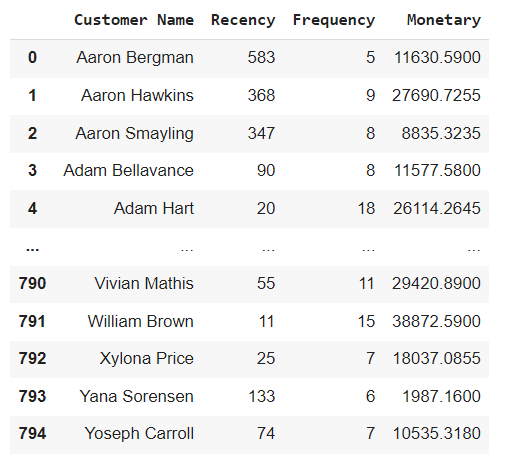 Customer Name Recency Frequency Monetary
0 Aaron Bergman 583 5 11630.5900
1 Aaron Hawkins 368 9 27690.7255
2 Aaron Smayling 347 8 8835.3235
3 Adam Bellavance 90 8 11577.5800
4 Adam Hart 20 18 26114.2645
... ... ... ... ...
790 Vivian Mathis 55 11 29420.8900
791 William Brown 11 15 38872.5900
792 Xylona Price 25 7 18037.0855
793 Yana Sorensen 133 6 1987.1600
794 Yoseph Carroll 74 7 10535.3180